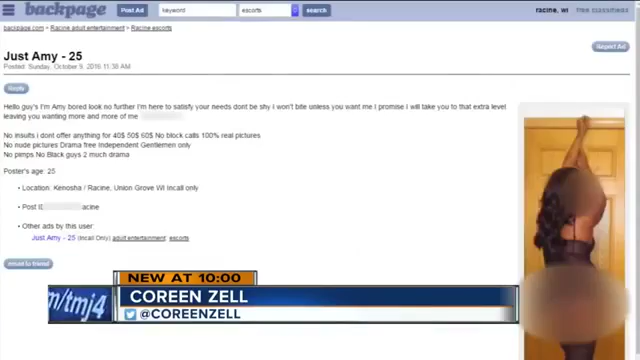 backpage
Post Ad
keyword
escorts
search
racine, wi
free classifieds
backpage.com > Racine adult entertainment > Racine escorts
Just Amy - 25
Report Ad
Posted: Sunday, October 9, 2016 11:38 AM
Reply
Hello guy's I'm Amy bored look no further I'm here to satisfy your needs dont be shy I won't bite unless you want me I promise I will take you to that extra level
leaving you wanting more and more of me
No insults i dont offer anything for 40$ 50$ 60$ No block calls 100% real pictures
No nude pictures Drama free Independent Gentlemen only
No pimps No Black guys 2 much drama
Poster's age: 25
• Location: Kenosha / Racine, Union Grove WI Incall only
• Post I acine
• Other ads by this user:
Just Amy - 25 (Incall Only) adult entertainment escorts
email to friend
NEW AT 10:00
m/tmj4
COREEN ZELL
@COREENZELL